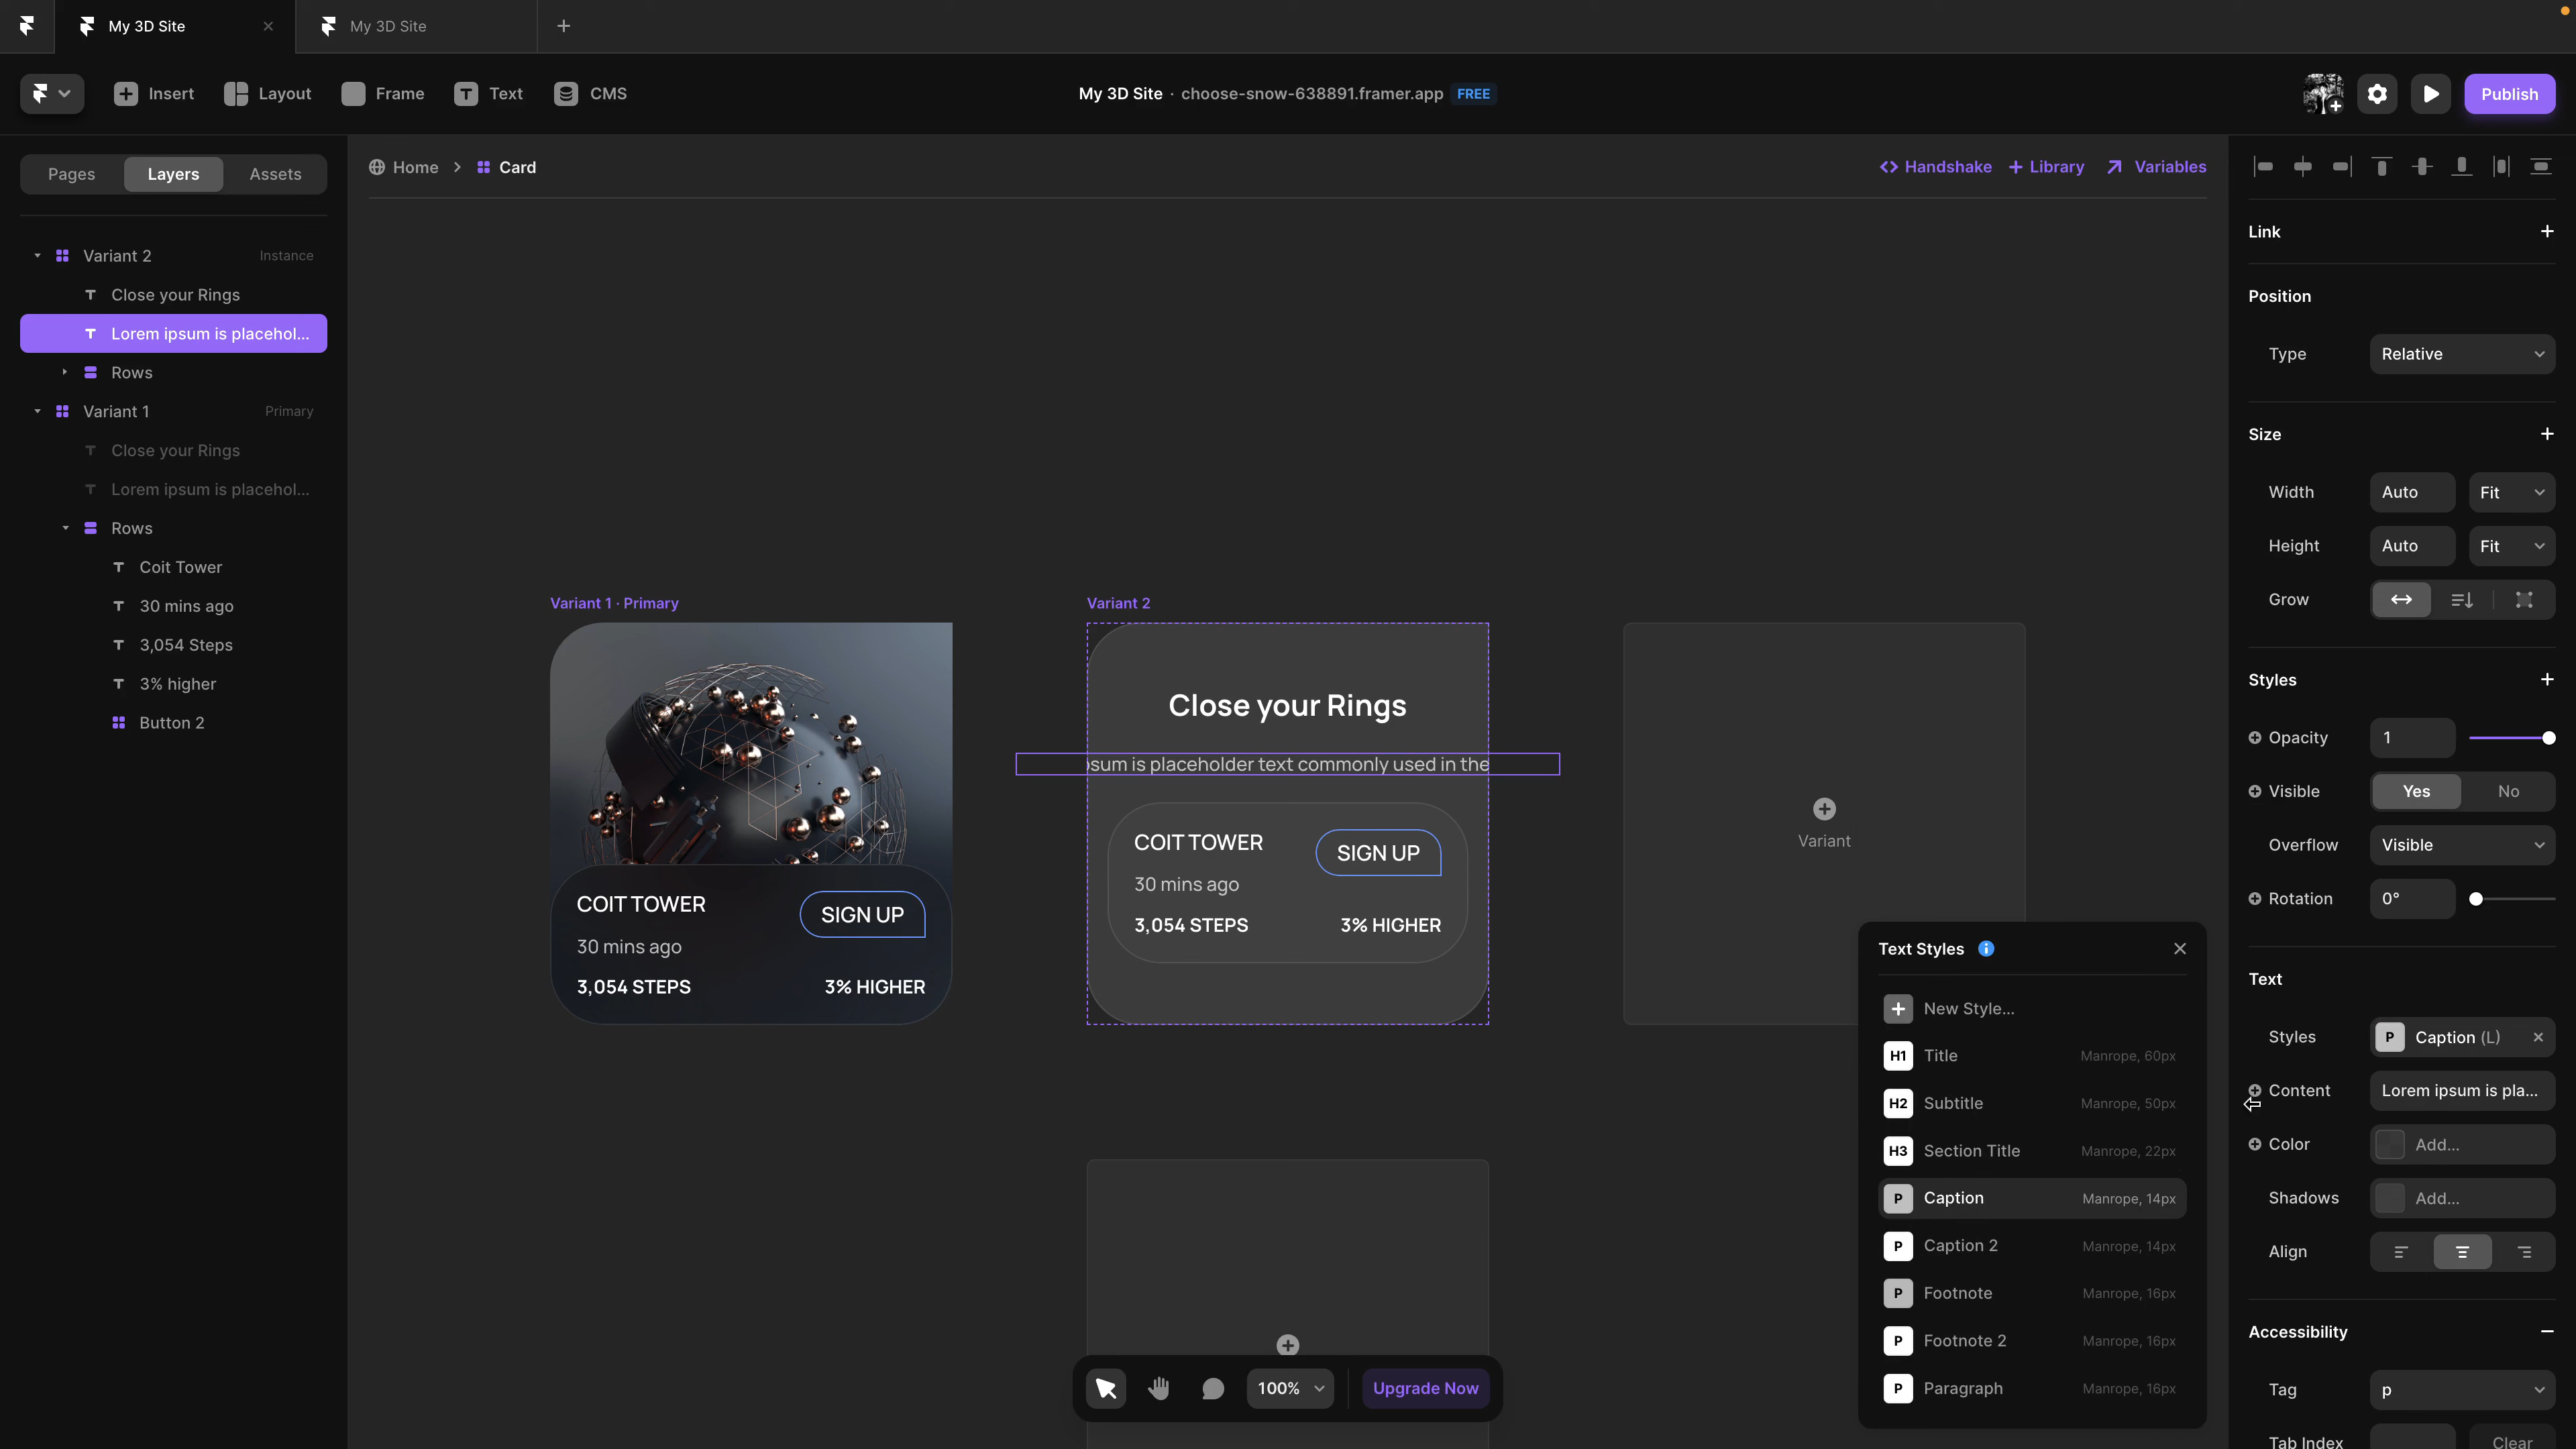 My 3D Site
My 3D Site
Insert
Layout
Frame
Text
CMS
My 3D Site · choose-snow-638891.framer.app FREE
Publish
Pages
Layers
Assets
Variant 2 Instance
Close your Rings
Lorem ipsum is placehol...
Rows
Variant 1 Primary
Close your Rings
Lorem ipsum is placehol...
Rows
Coit Tower
30 mins ago
3,054 Steps
3% higher
Button 2
Home
Card
Handshake
Library
Variables
Variant 1 · Primary
COIT TOWER
SIGN UP
30 mins ago
3,054 STEPS
3% HIGHER
Variant 2
Close your Rings
sum is placeholder text commonly used in the
COIT TOWER
SIGN UP
30 mins ago
3,054 STEPS
3% HIGHER
Variant
100%
Upgrade Now
Text Styles
New Style...
H1 Title Manrope, 60px
H2 Subtitle Manrope, 50px
H3 Section Title Manrope, 22px
P Caption Manrope, 14px
P Caption 2 Manrope, 14px
P Footnote Manrope, 16px
P Footnote 2 Manrope, 16px
P Paragraph Manrope, 16px
Link
Position
Type Relative
Size
Width Auto Fit
Height Auto Fit
Grow
Styles
Opacity 1
Visible Yes No
Overflow Visible
Rotation 0°
Text
Styles P Caption (L)
Content Lorem ipsum is pla...
Color Add...
Shadows Add...
Align
Accessibility
Tag p
Tab Index Clear